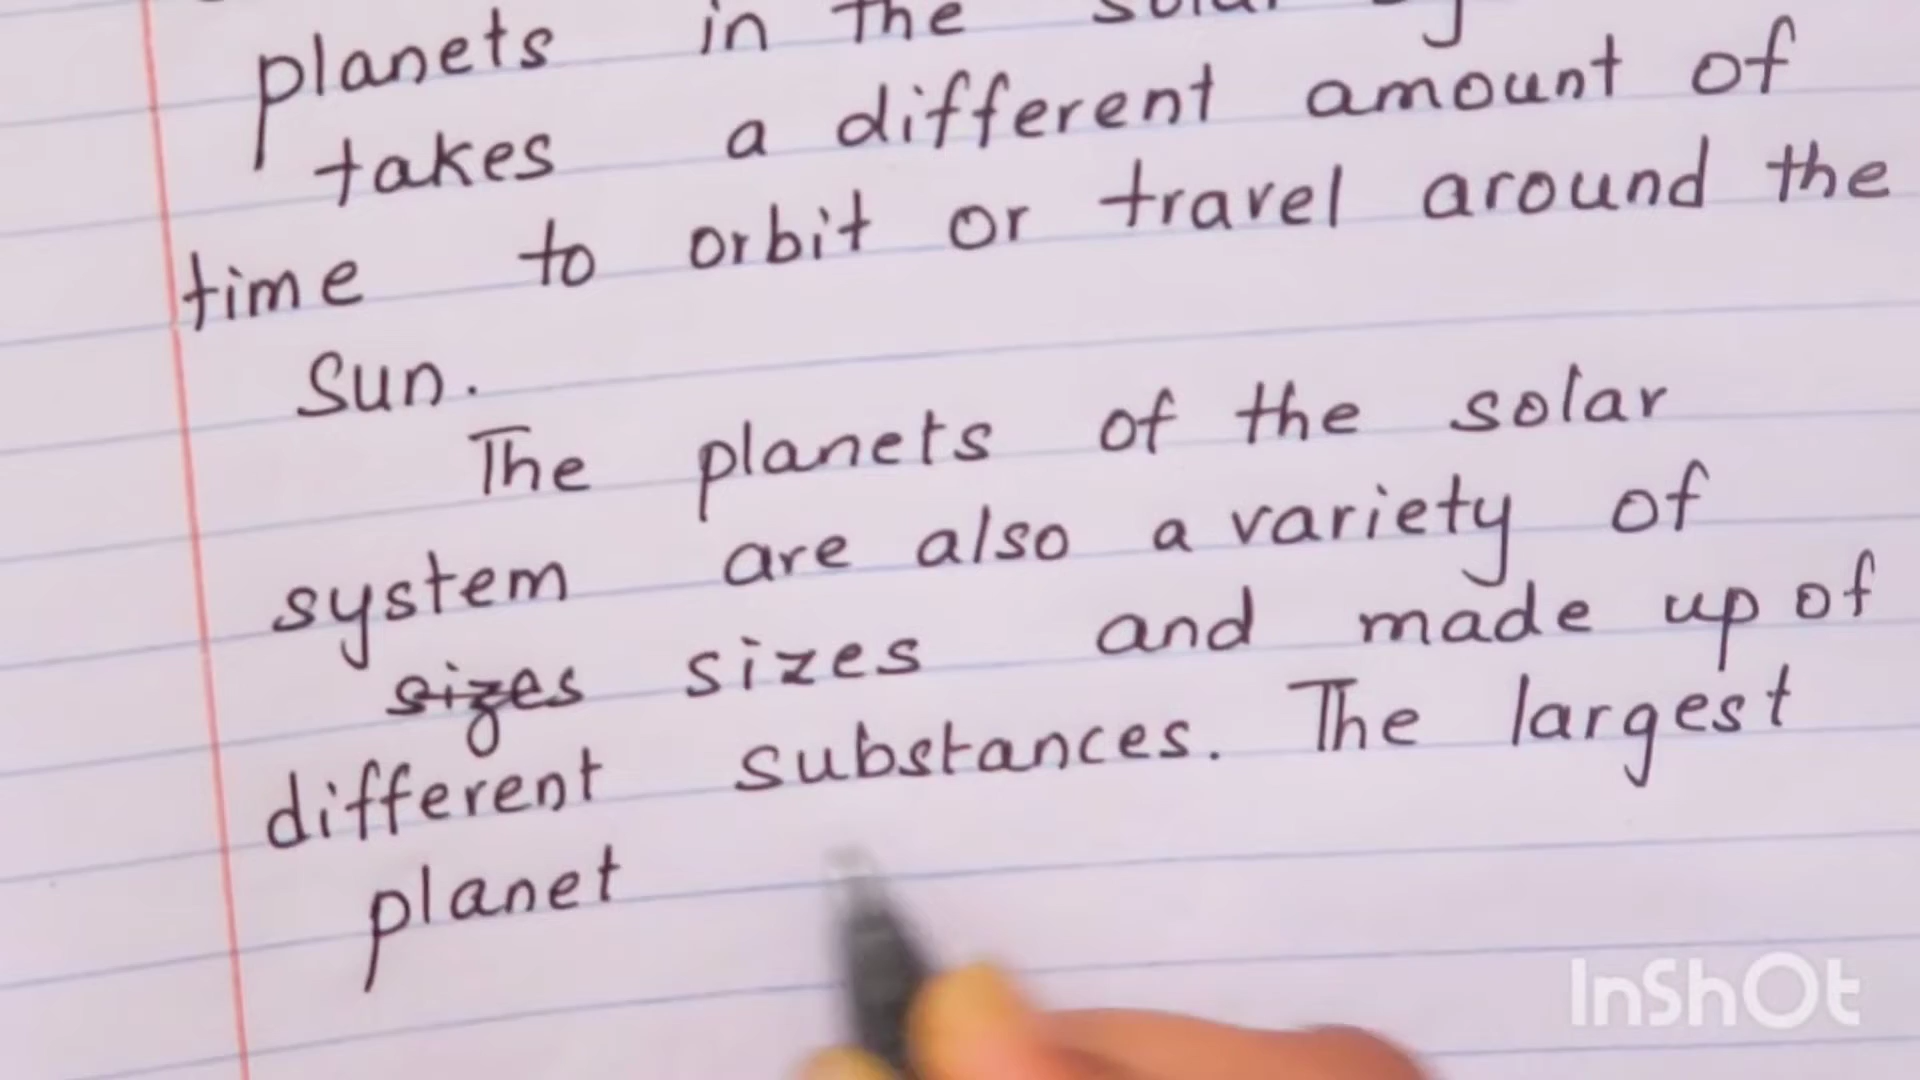 planets in the solar
takes a different amount of
time to orbit or travel around the
Sun.
The planets of the solar
system are also a variety of
sizes sizes and made up of
different substances. The largest
planet
InShOt